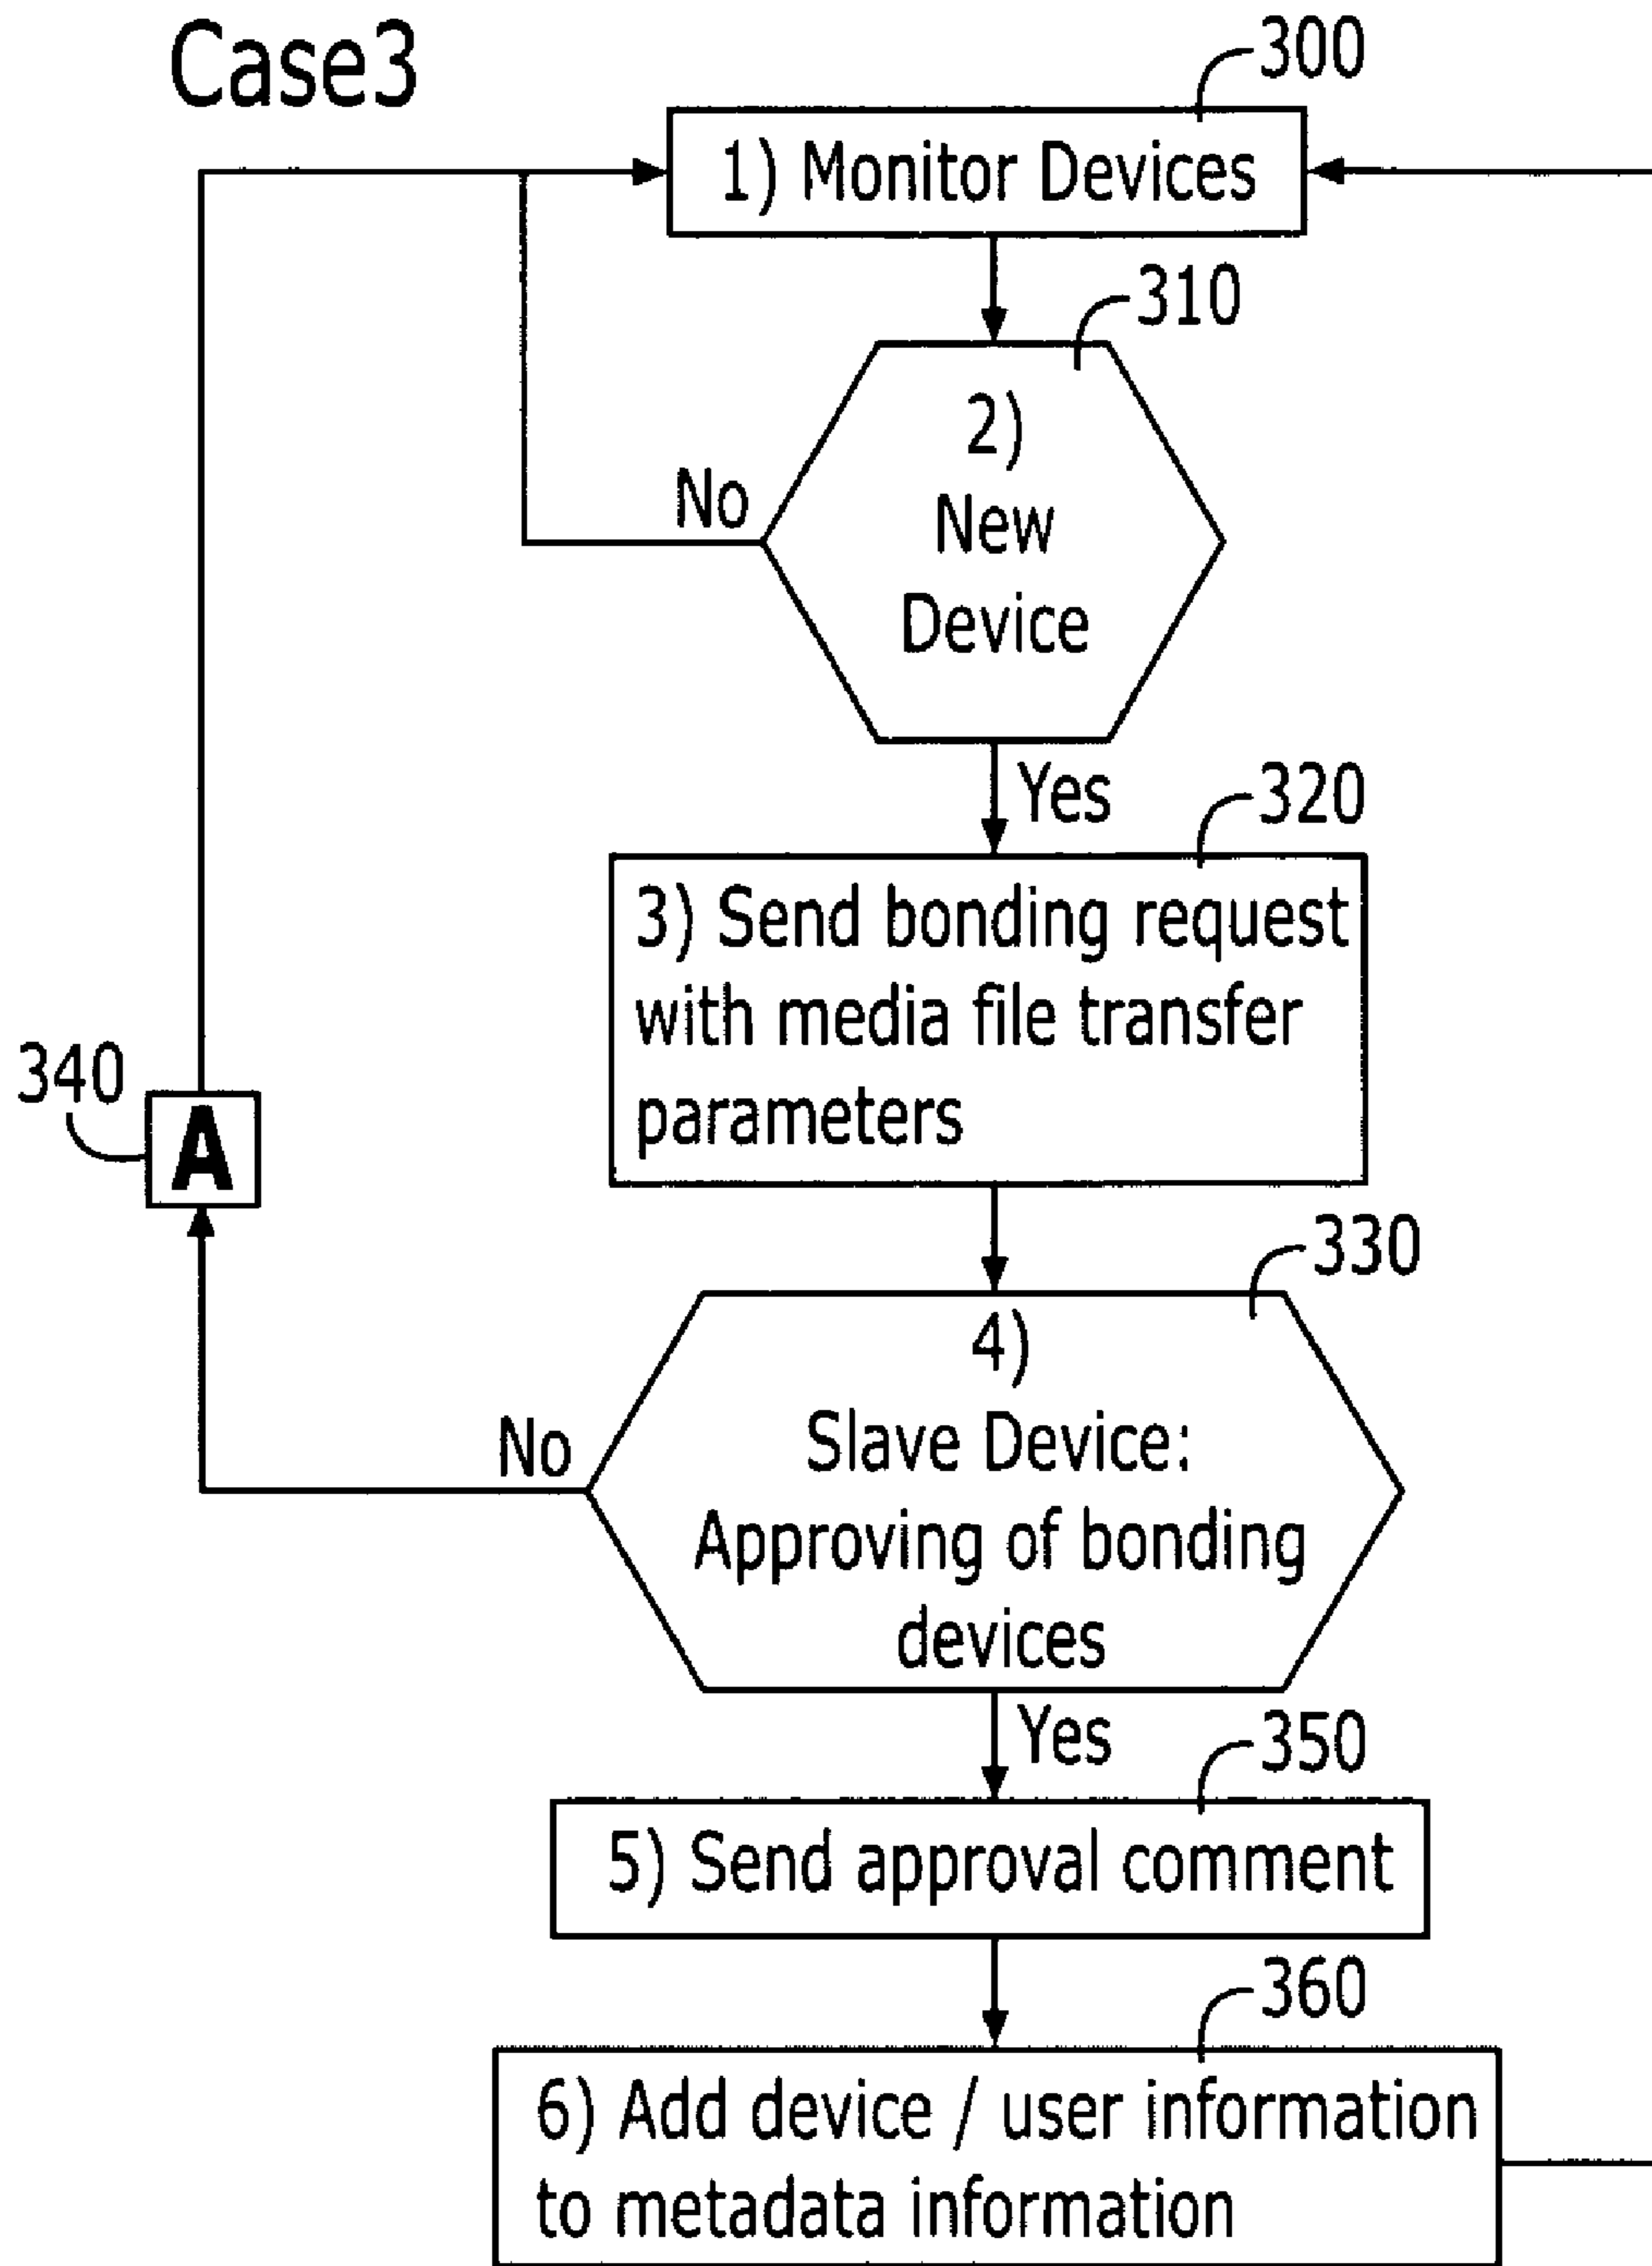 Case3
300
1) Monitor Devices
310
2)
New
Device
No
Yes
320
3) Send bonding request
with media file transfer
parameters
340
A
330
4)
Slave Device:
Approving of bonding
devices
No
Yes
350
5) Send approval comment
360
6) Add device / user information
to metadata information